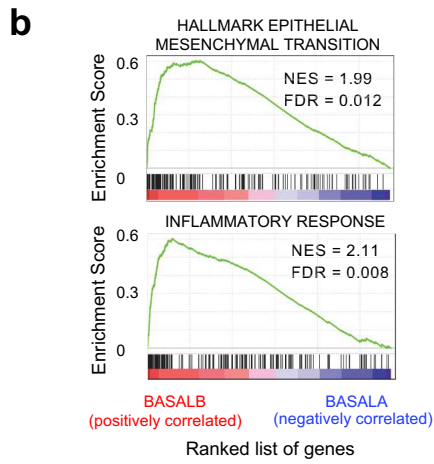 b
HALLMARK EPITHELIAL
MESENCHYMAL TRANSITION
Enrichment Score
0.6
0.3
0
NES = 1.99
FDR = 0.012
INFLAMMATORY RESPONSE
Enrichment Score
0.6
0.3
0
NES = 2.11
FDR = 0.008
BASALB
(positively correlated)
BASALA
(negatively correlated)
Ranked list of genes